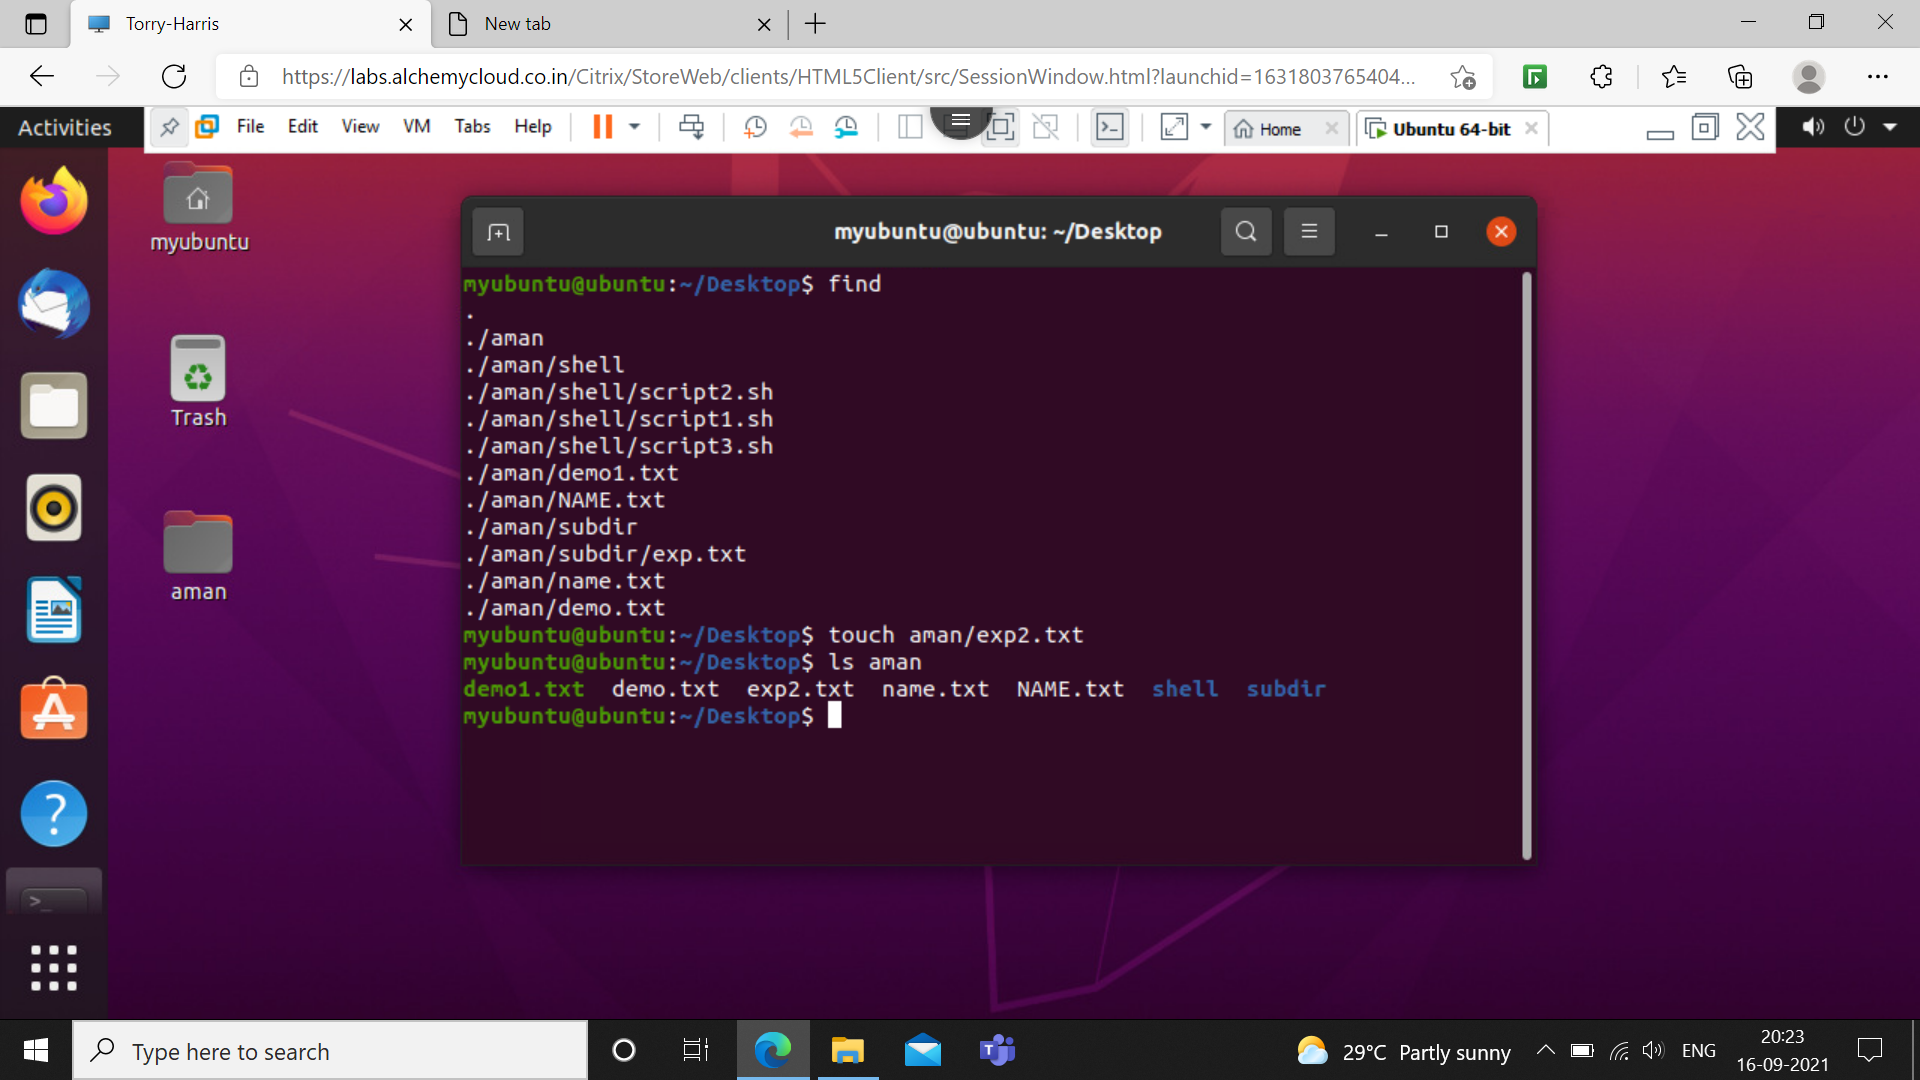 Torry-Harris
New tab
https://labs.alchemycloud.co.in/Citrix/StoreWeb/clients/HTML5Client/src/SessionWindow.html?launchid=1631803765404...
Activities
File Edit View VM Tabs Help
Home
Ubuntu 64-bit
myubuntu
Trash
aman
myubuntu@ubuntu: ~/Desktop
myubuntu@ubuntu:~/Desktop$ find
.
./aman
./aman/shell
./aman/shell/script2.sh
./aman/shell/script1.sh
./aman/shell/script3.sh
./aman/demo1.txt
./aman/NAME.txt
./aman/subdir
./aman/subdir/exp.txt
./aman/name.txt
./aman/demo.txt
myubuntu@ubuntu:~/Desktop$ touch aman/exp2.txt
myubuntu@ubuntu:~/Desktop$ ls aman
demo1.txt demo.txt exp2.txt name.txt NAME.txt shell subdir
myubuntu@ubuntu:~/Desktop$
Type here to search
29°C Partly sunny
ENG
20:23
16-09-2021